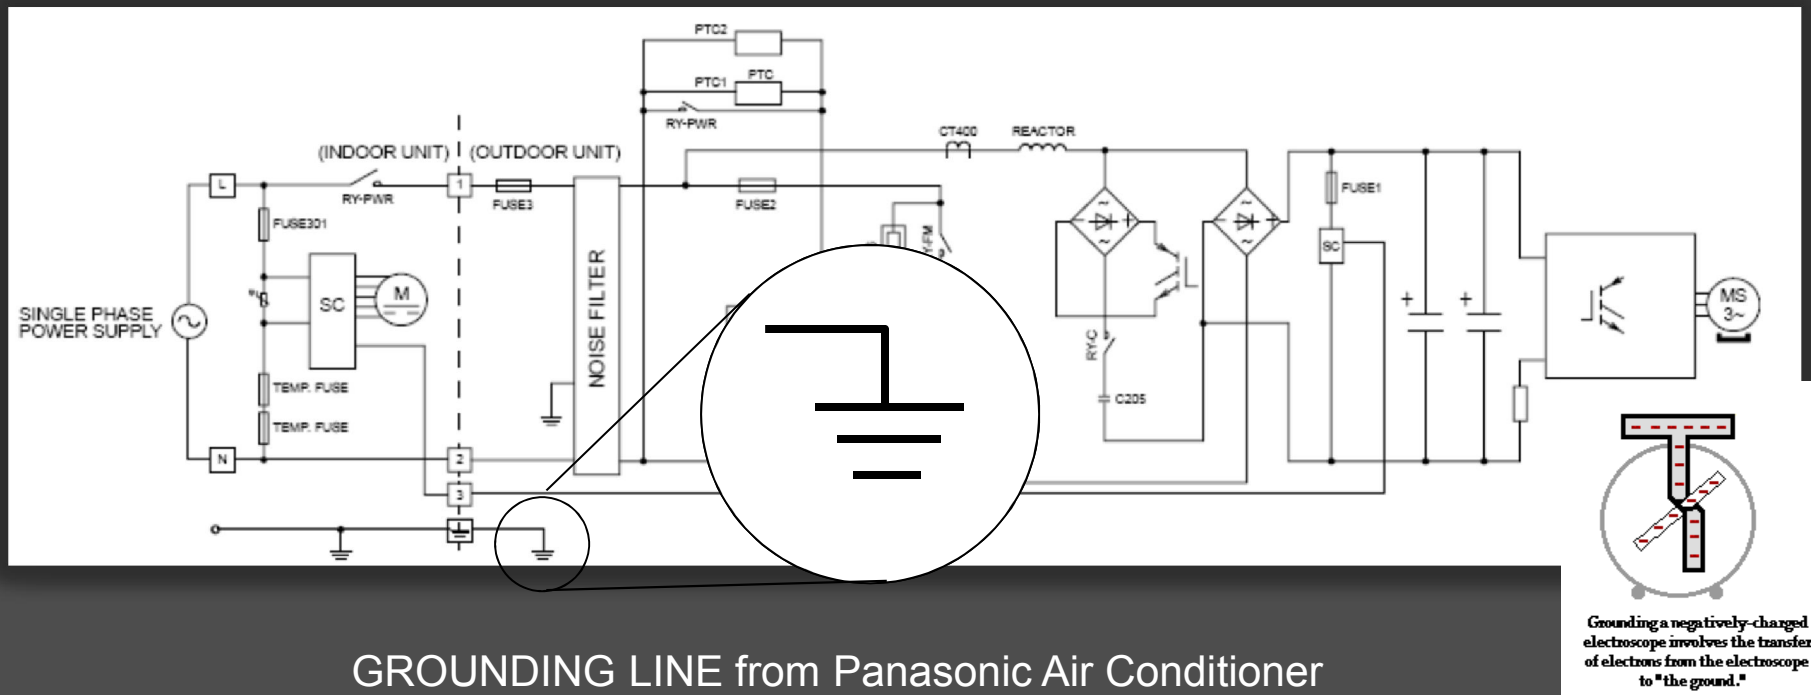 PTC2
PTC1
PTC
RY-PWR
CT400
REACTOR
(INDOOR UNIT)
(OUTDOOR UNIT)
L
RY-PWR
1
FUSE3
FUSE2
FUSE1
FUSE301
NOISE FILTER
SC
M
SINGLE PHASE
POWER SUPPLY
SC
MS
3~
RY-C
C205
TEMP. FUSE
TEMP. FUSE
N
2
3
Grounding a negatively-charged
electroscope involves the transfer
of electrons from the electroscope
to "the ground."
GROUNDING LINE from Panasonic Air Conditioner